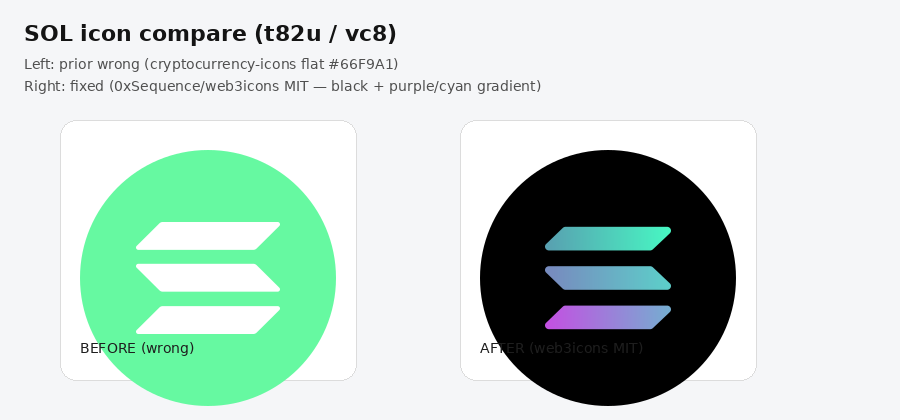 SOL icon compare (t82u / vc8)
Left: prior wrong (cryptocurrency-icons flat #66F9A1)
Right: fixed (0xSequence/web3icons MIT — black + purple/cyan gradient)
BEFORE (wrong)
AFTER (web3icons MIT)